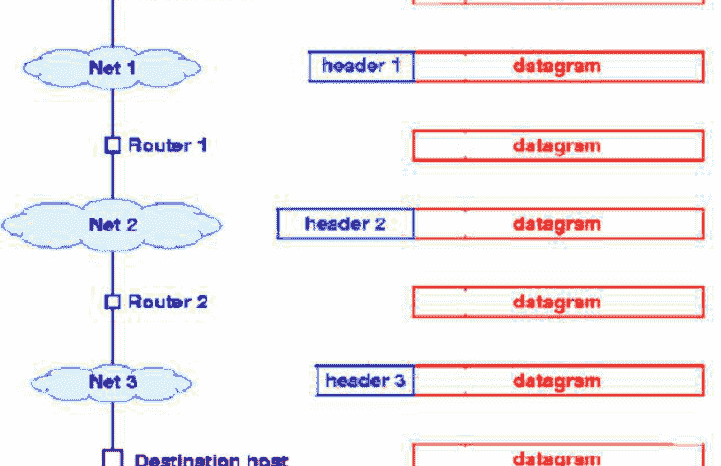 Net 1 header 1 datagram
Router 1 datagram
Net 2 header 2 datagram
Router 2 datagram
Net 3 header 3 datagram
Destination host datagram